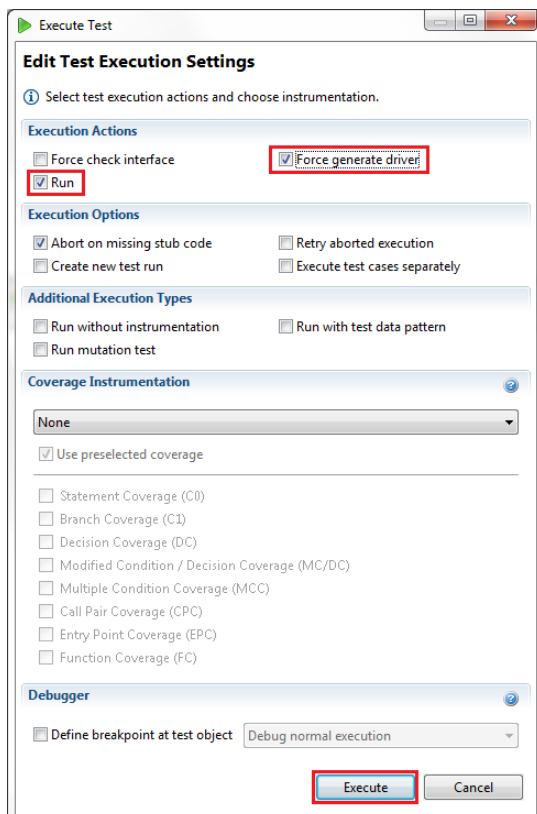 Execute Test
Edit Test Execution Settings
Select test execution actions and choose instrumentation.
Execution Actions
Force check interface
Force generate driver
Run
Execution Options
Abort on missing stub code
Retry aborted execution
Create new test run
Execute test cases separately
Additional Execution Types
Run without instrumentation
Run with test data pattern
Run mutation test
Coverage Instrumentation
None
Use preselected coverage
Statement Coverage (C0)
Branch Coverage (C1)
Decision Coverage (DC)
Modified Condition / Decision Coverage (MC/DC)
Multiple Condition Coverage (MCC)
Call Pair Coverage (CPC)
Entry Point Coverage (EPC)
Function Coverage (FC)
Debugger
Define breakpoint at test object
Debug normal execution
Execute
Cancel